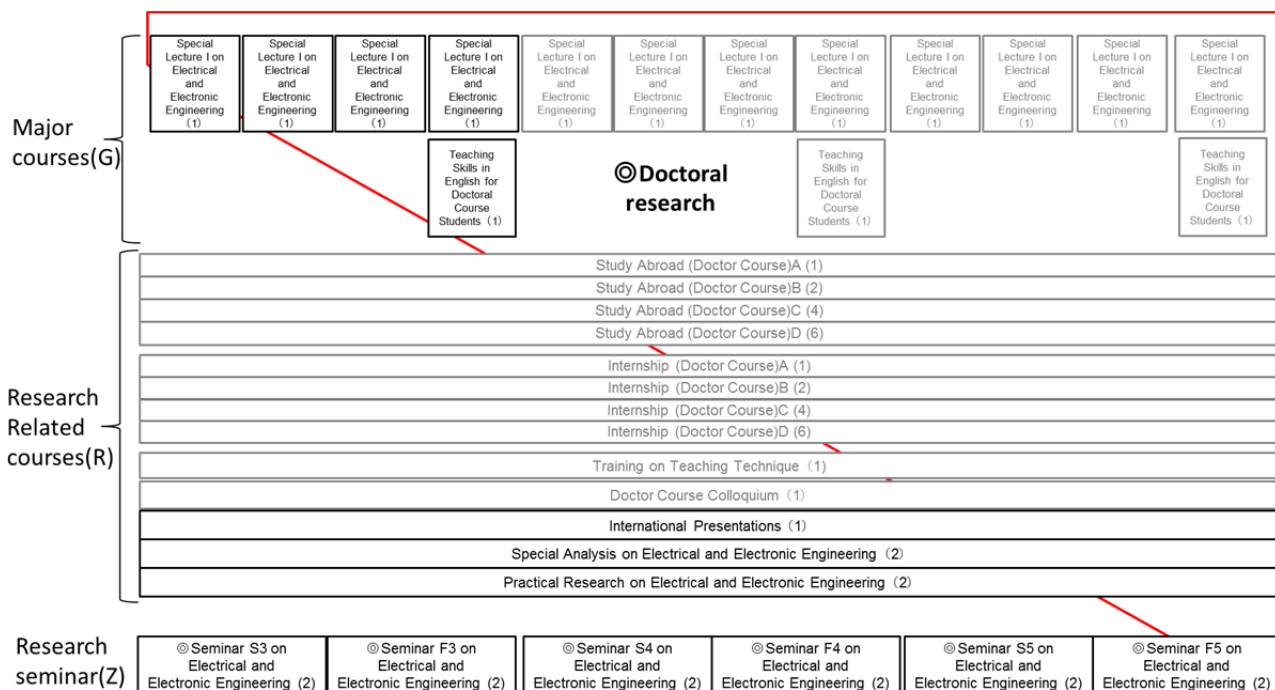 Major
courses(G)
Special
Lecture I on
Electrical
and
Electronic
Engineering
(1)
Special
Lecture I on
Electrical
and
Electronic
Engineering
(1)
Special
Lecture I on
Electrical
and
Electronic
Engineering
(1)
Special
Lecture I on
Electrical
and
Electronic
Engineering
(1)
Special
Lecture I on
Electrical
and
Electronic
Engineering
(1)
Special
Lecture I on
Electrical
and
Electronic
Engineering
(1)
Special
Lecture I on
Electrical
and
Electronic
Engineering
(1)
Special
Lecture I on
Electrical
and
Electronic
Engineering
(1)
Special
Lecture I on
Electrical
and
Electronic
Engineering
(1)
Special
Lecture I on
Electrical
and
Electronic
Engineering
(1)
Special
Lecture I on
Electrical
and
Electronic
Engineering
(1)
Special
Lecture I on
Electrical
and
Electronic
Engineering
(1)
Teaching
Skills in
English for
Doctoral
Course
Students（1）
◎Doctoral
research
Teaching
Skills in
English for
Doctoral
Course
Students（1）
Teaching
Skills in
English for
Doctoral
Course
Students（1）
Research
Related
courses(R)
Study Abroad (Doctor Course)A (1)
Study Abroad (Doctor Course)B (2)
Study Abroad (Doctor Course)C (4)
Study Abroad (Doctor Course)D (6)
Internship (Doctor Course)A (1)
Internship (Doctor Course)B (2)
Internship (Doctor Course)C (4)
Internship (Doctor Course)D (6)
Training on Teaching Technique（1）
Doctor Course Colloquium（1）
International Presentations（1）
Special Analysis on Electrical and Electronic Engineering（2）
Practical Research on Electrical and Electronic Engineering（2）
Research
seminar(Z)
◎Seminar S3 on
Electrical and
Electronic Engineering (2)
◎Seminar F3 on
Electrical and
Electronic Engineering (2)
◎Seminar S4 on
Electrical and
Electronic Engineering (2)
◎Seminar F4 on
Electrical and
Electronic Engineering (2)
◎Seminar S5 on
Electrical and
Electronic Engineering (2)
◎Seminar F5 on
Electrical and
Electronic Engineering (2)